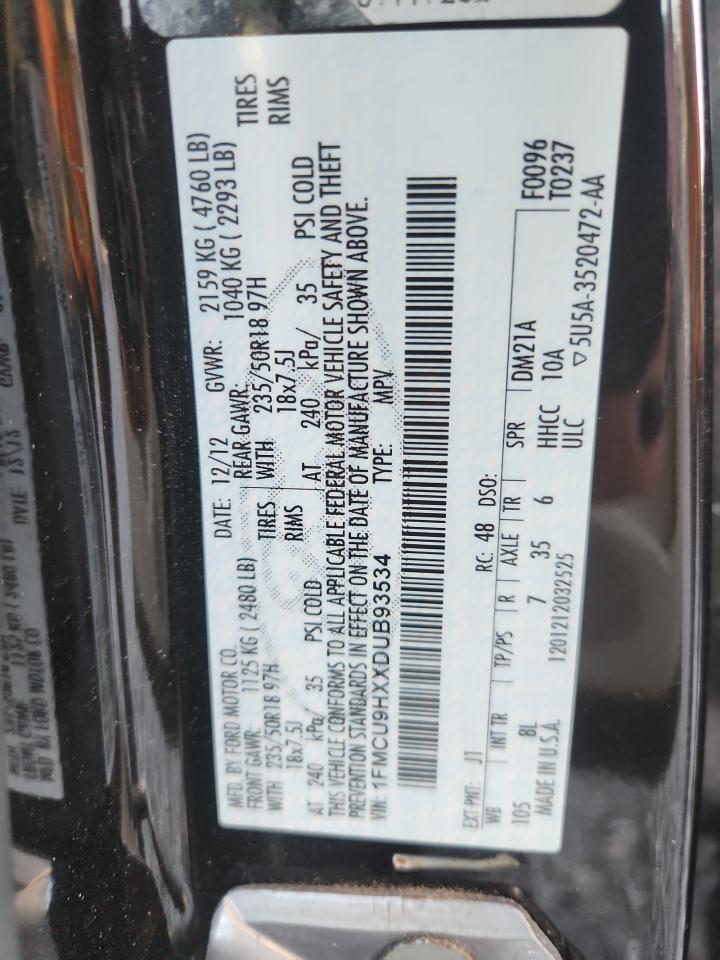 MFD. BY FORD MOTOR CO. DATE: 12/12 GVWR: 2159 KG ( 4760 LB)
FRONT GAWR: 1125 KG ( 2480 LB) REAR GAWR: 1040 KG ( 2293 LB)
WITH 235/50R18 97H TIRES WITH 235/50R18 97H TIRES
18x7.5J RIMS 18x7.5J RIMS
AT 240 kPa/ 35 PSI COLD AT 240 kPa/ 35 PSI COLD
THIS VEHICLE CONFORMS TO ALL APPLICABLE FEDERAL MOTOR VEHICLE SAFETY AND THEFT
PREVENTION STANDARDS IN EFFECT ON THE DATE OF MANUFACTURE SHOWN ABOVE.
VIN: 1FMCU9HXXDUB93534 TYPE: MPV
EXT PNT: J1 RC: 48 DSO:
WB INT TR TP/PS R AXLE TR SPR DM21A F0096
105 8L 7 35 6 HHCC 10A T0237
MADE IN U.S.A. 1201212032525 ULC ▽5U5A-3520472-AA